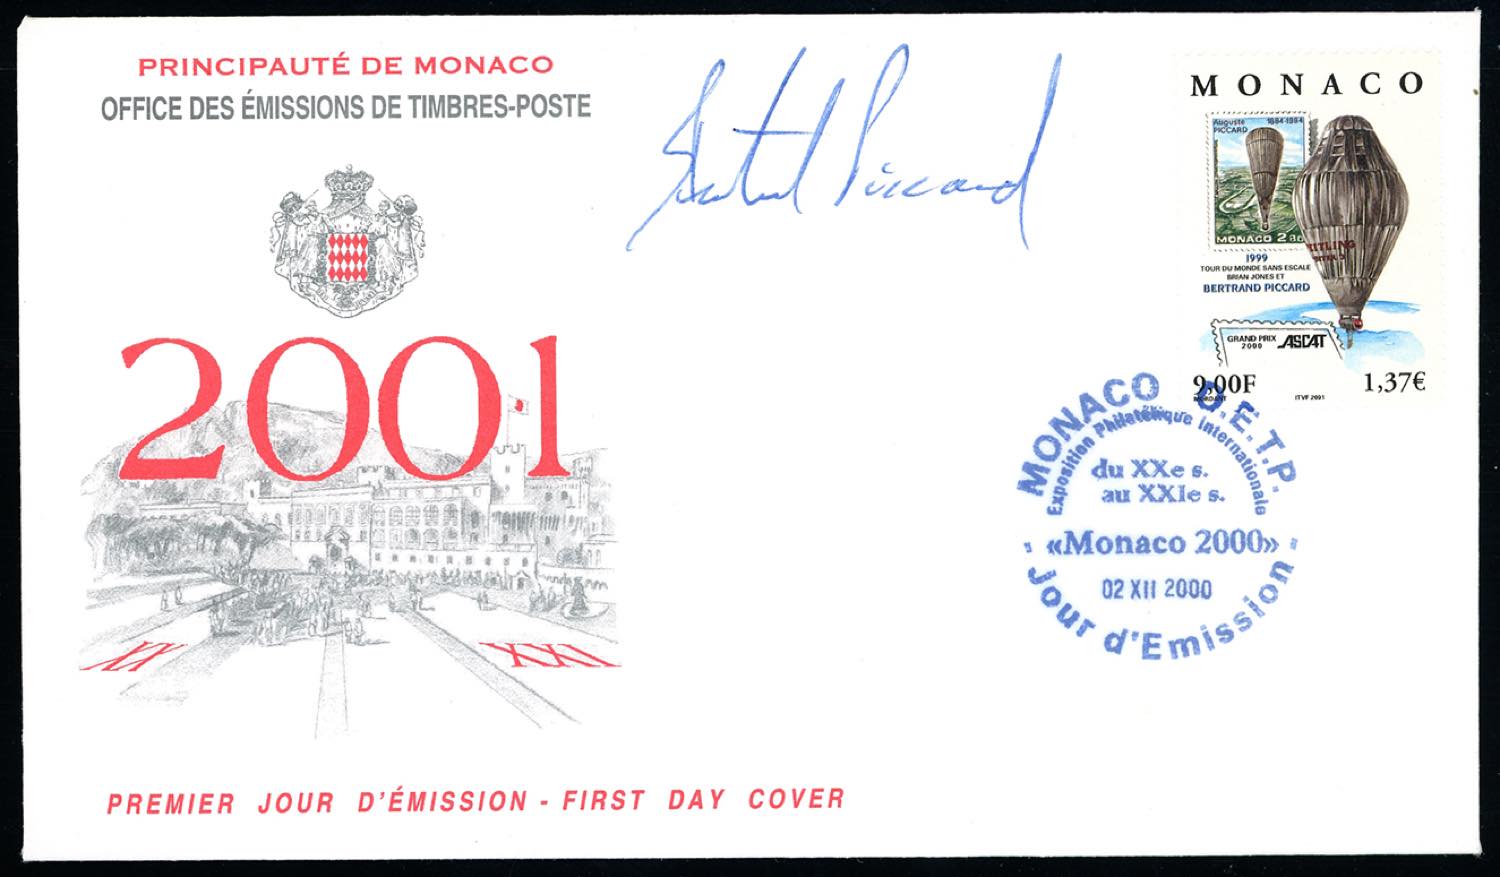 PRINCIPAUTÉ DE MONACO
OFFICE DES ÉMISSIONS DE TIMBRES-POSTE
2001
XX
XXI
PREMIER JOUR D'ÉMISSION - FIRST DAY COVER
Bertrand Piccard
MONACO
Auguste 1884-1984
PICCARD
MONACO 2
1999
TOUR DU MONDE SANS ESCALE
BRIAN JONES ET
BERTRAND PICCARD
GRAND PRIX
2000
ASCAT
9,00F
1,37€
MORDANT
ITVF 2001
MONACO
Exposition Philatélique Internationale
du XXe s.
au XXIe s.
«Monaco 2000»
02 XII 2000
Jour d'Emission